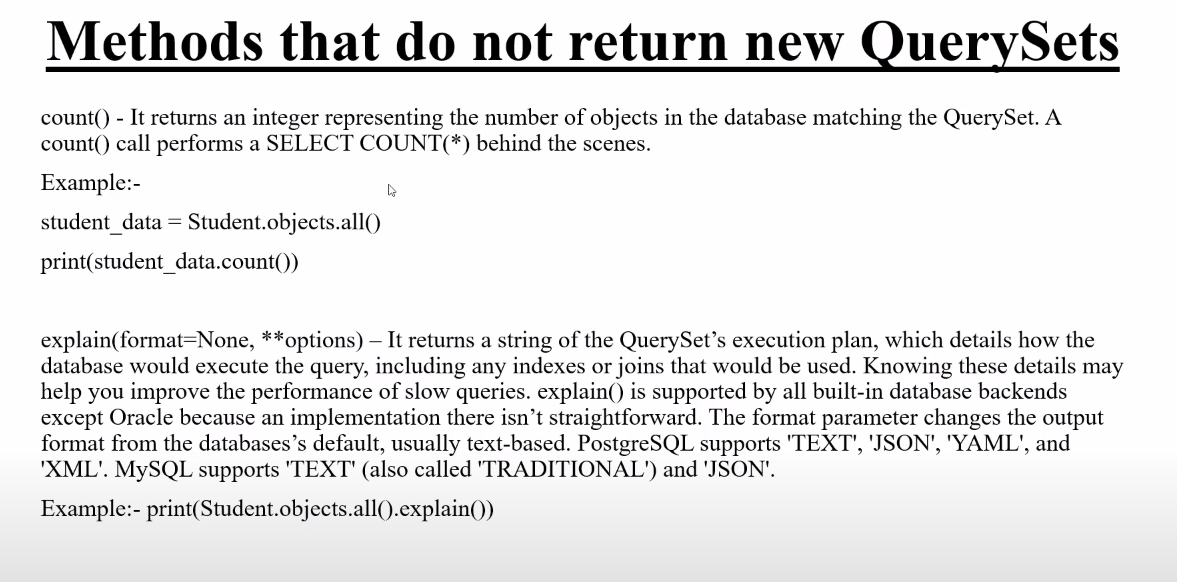 Methods that do not return new QuerySets
count() - It returns an integer representing the number of objects in the database matching the QuerySet. A
count() call performs a SELECT COUNT(*) behind the scenes.
Example:-
student_data = Student.objects.all()
print(student_data.count())
explain(format=None, **options) – It returns a string of the QuerySet’s execution plan, which details how the
database would execute the query, including any indexes or joins that would be used. Knowing these details may
help you improve the performance of slow queries. explain() is supported by all built-in database backends
except Oracle because an implementation there isn’t straightforward. The format parameter changes the output
format from the databases’s default, usually text-based. PostgreSQL supports 'TEXT', 'JSON', 'YAML', and
'XML'. MySQL supports 'TEXT' (also called 'TRADITIONAL') and 'JSON'.
Example:- print(Student.objects.all().explain())